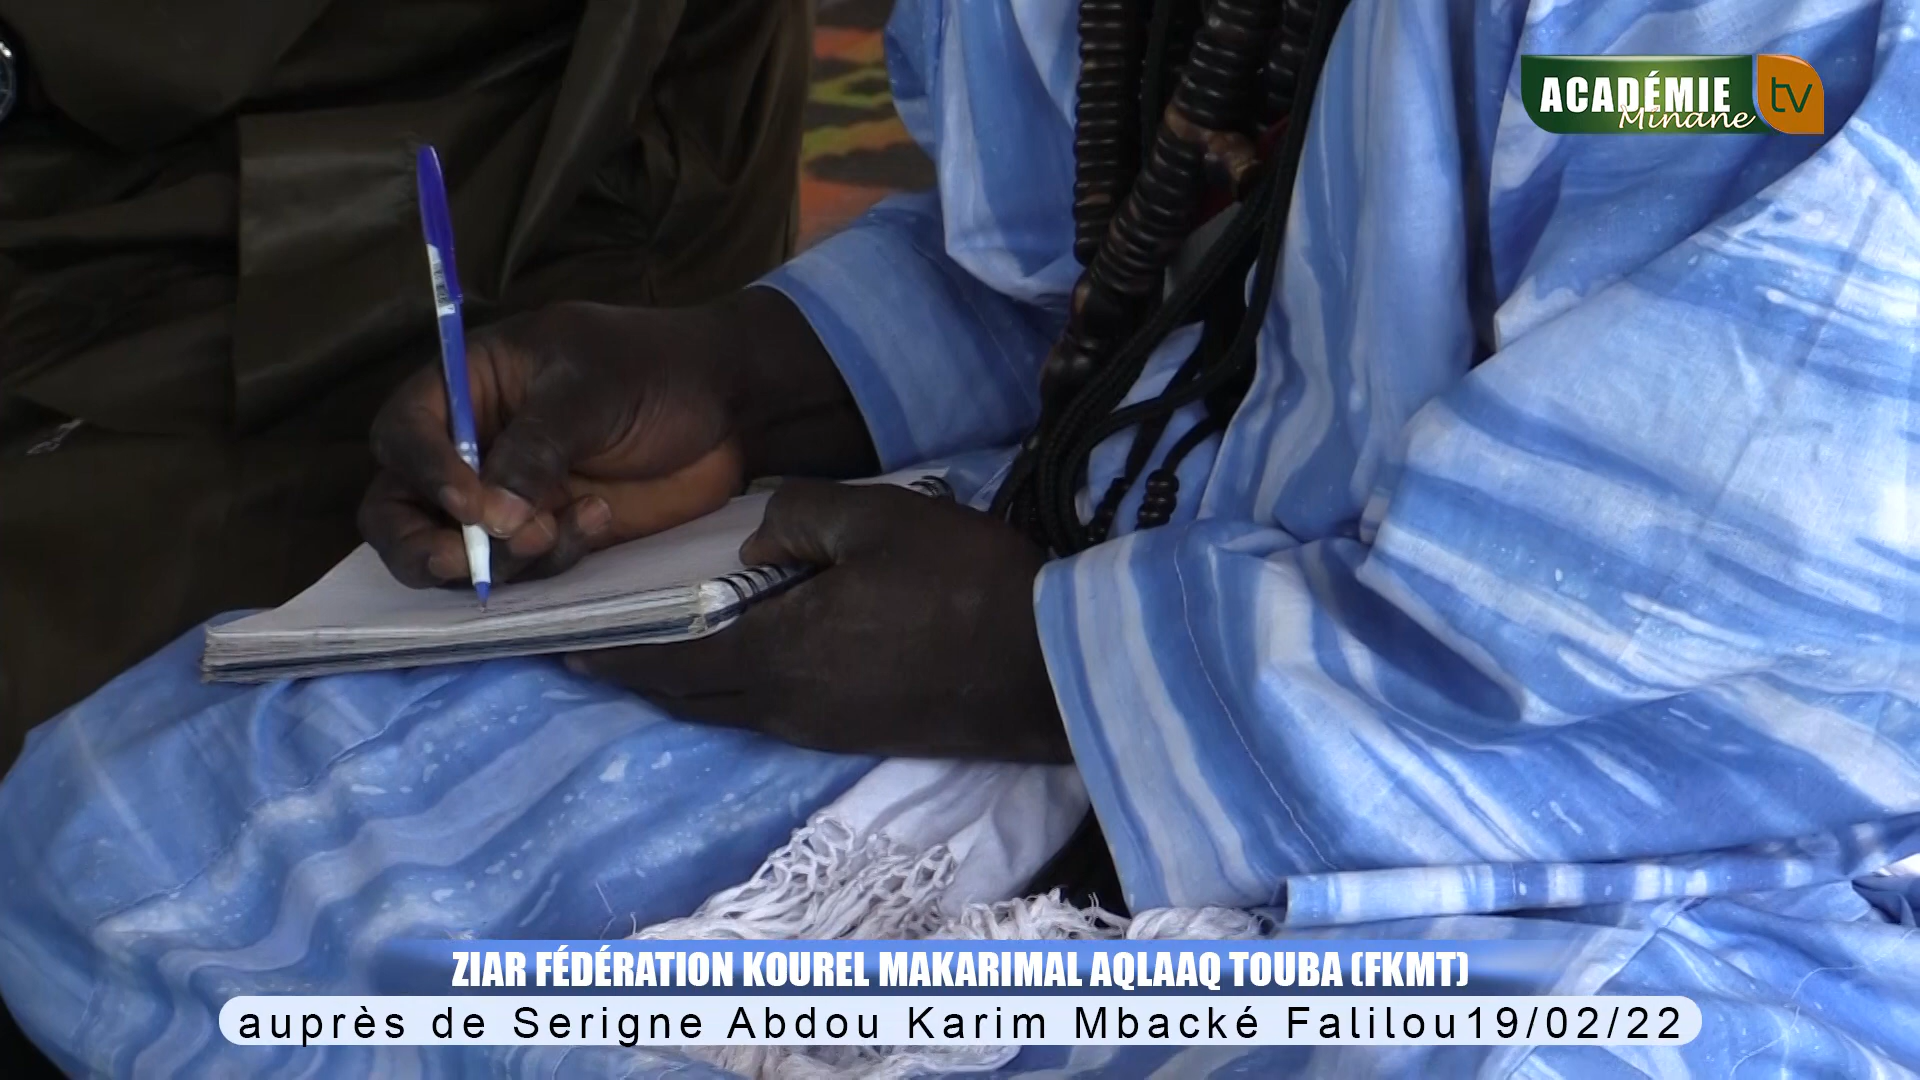 ACADÉMIE tv
Minane
ZIAR FÉDÉRATION KOUREL MAKARIMAL AQLAAQ TOUBA (FKMT)
auprès de Serigne Abdou Karim Mbacké Falilou19/02/22